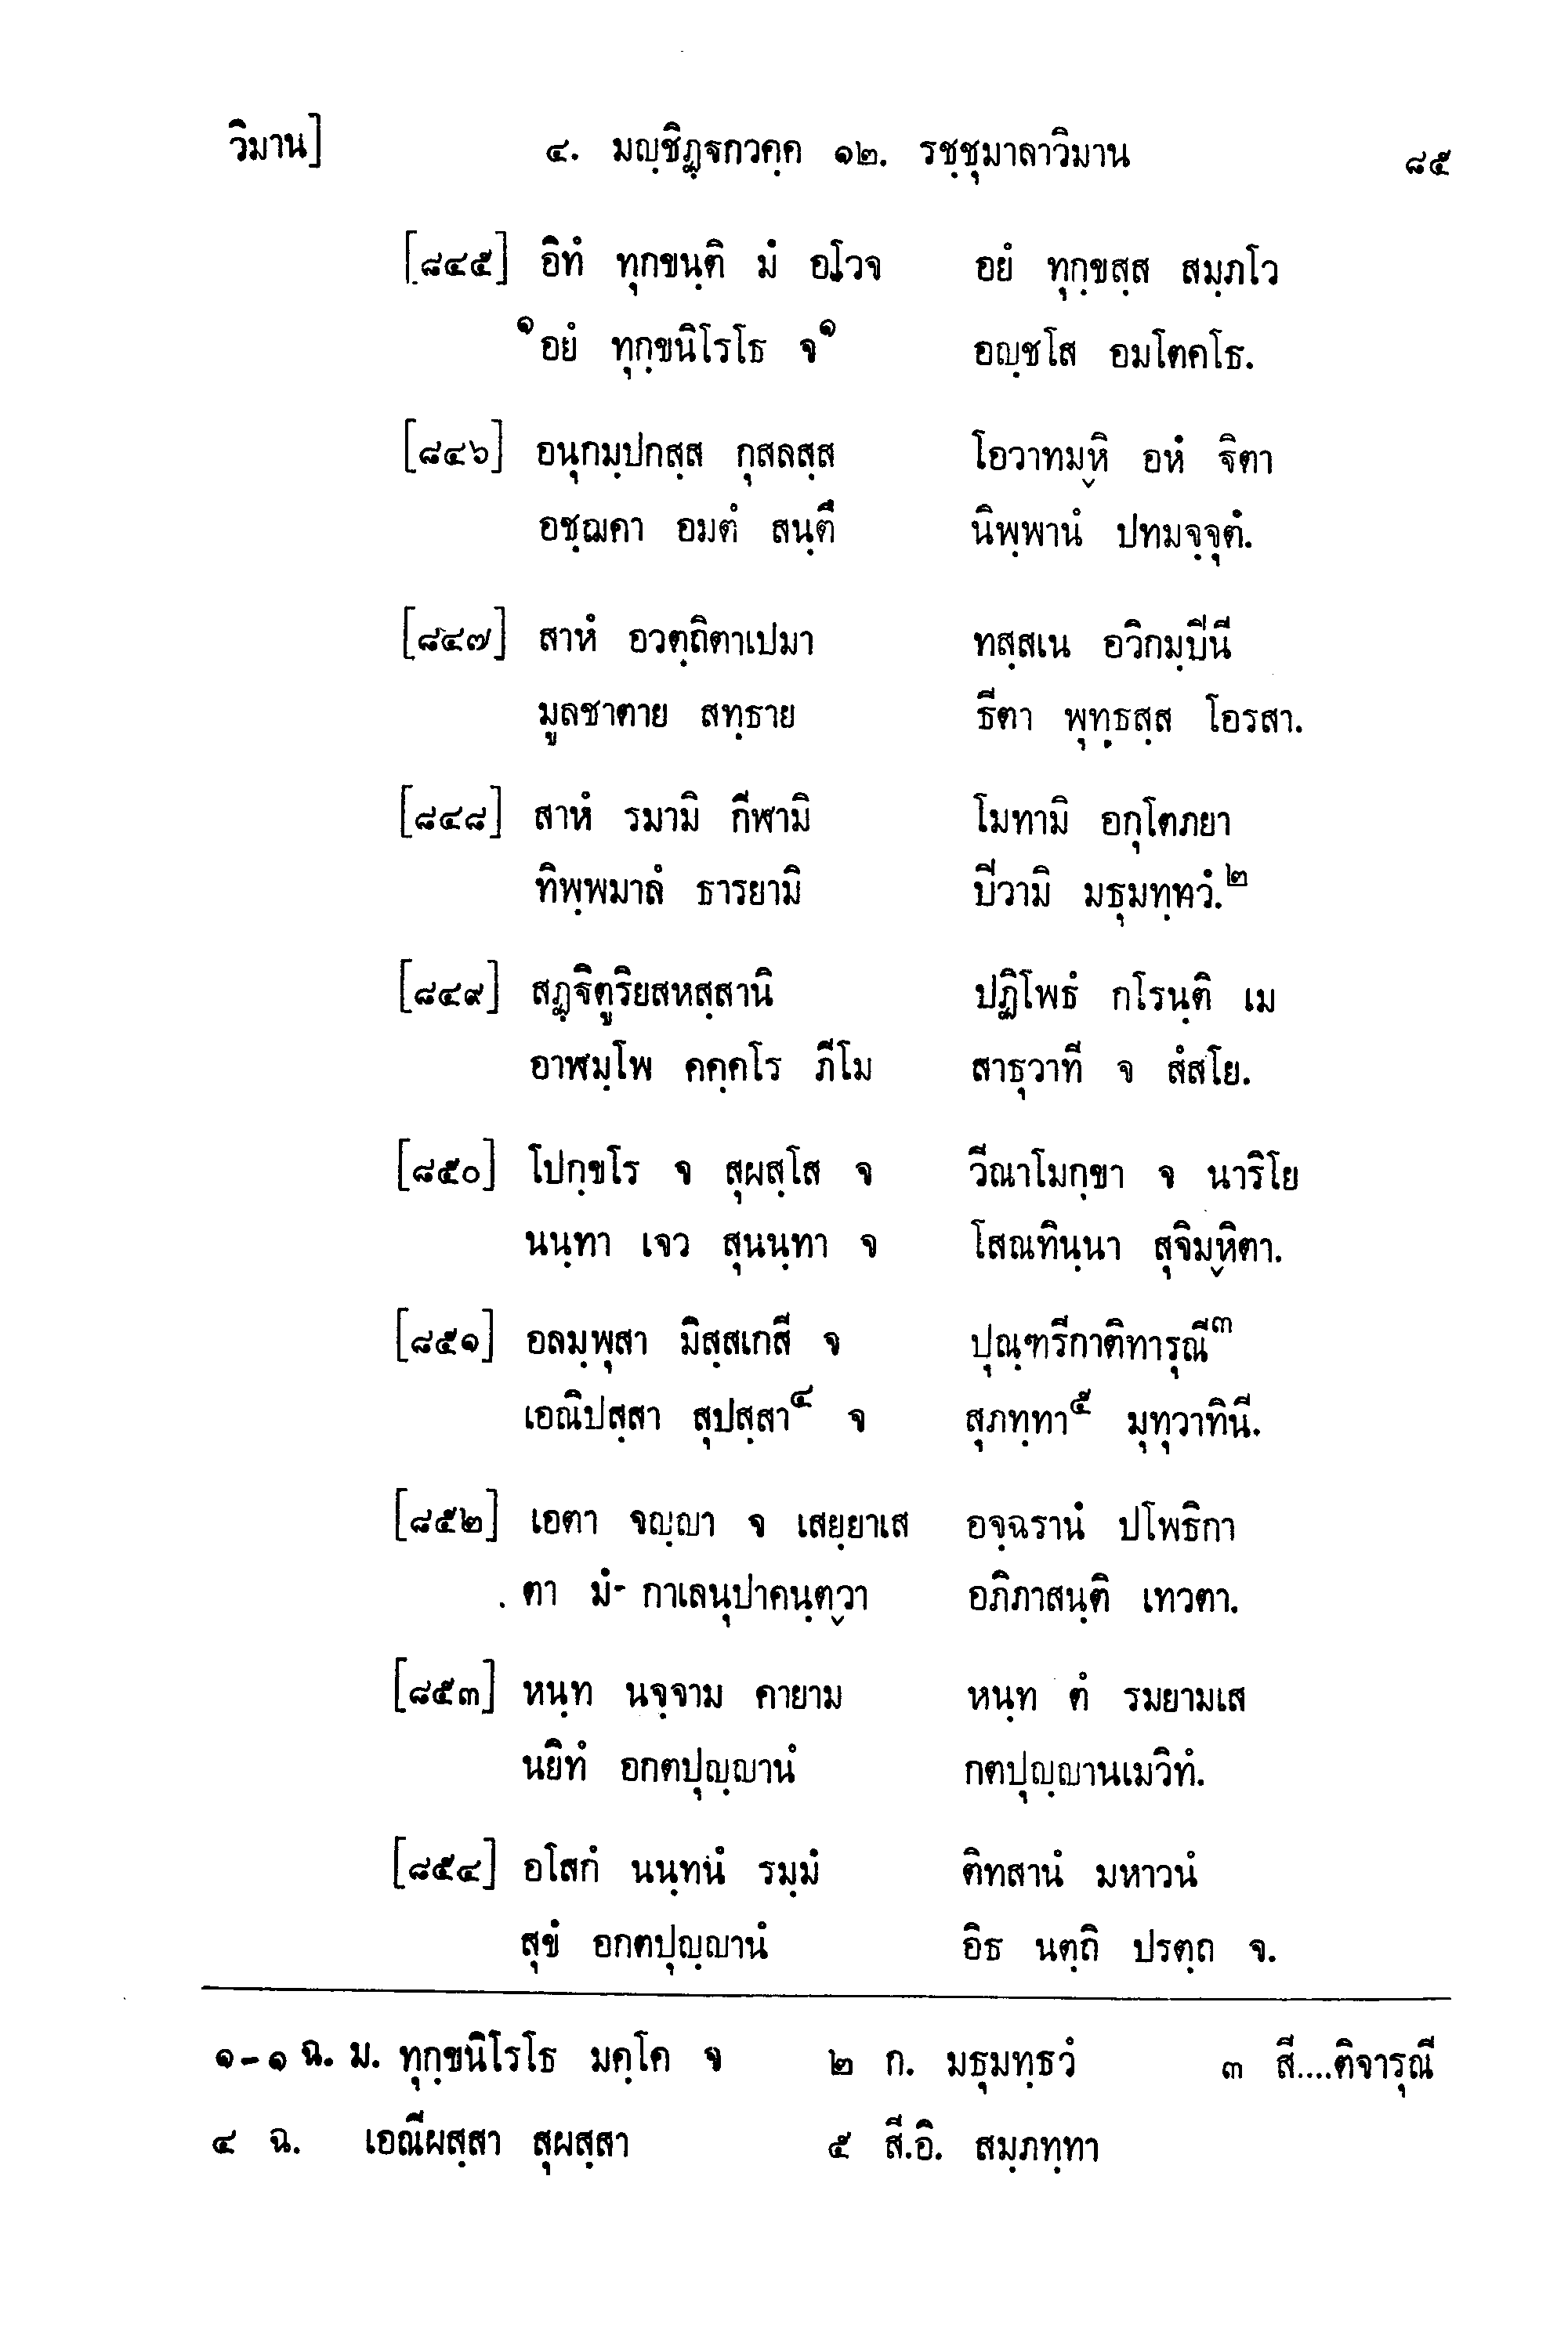 วิมาน] ๔. มญฺชิฏฺฐกวคฺค ๑๒. รชฺชุมาลาวิมาน ๘๕
[๘๔๕] อิทํ ทุกขนฺติ มํ อโวจ อยํ ทุกฺขสฺส สมฺภโว
๑อยํ ทุกฺขนิโรโธ จ๑ อญฺชโส อมโตคโธ.
[๘๔๖] อนุกมฺปกสฺส กุสลสฺส โอวาทมฺหิ อหํ ฐิตา
อชฺฌคา อมตํ สนฺตึ นิพฺพานํ ปทมจฺจุตํ.
[๘๔๗] สาหํ อวตฺถิตาเปมา ทสฺสเน อวิกมฺปินี
มูลชาตาย สทฺธาย ธีตา พุทฺธสฺส โอรสา.
[๘๔๘] สาหํ รมามิ กีฬามิ โมทามิ อกุโตภยา
ทิพฺพมาลํ ธารยามิ ปิวามิ มธุมทฺทวํ.๒
[๘๔๙] สฏฺฐิตูริยสหสฺสานิ ปฏิโพธํ กโรนฺติ เม
อาฬมฺโพ คคฺคโร ภีโม สาธุวาที จ สํสโย.
[๘๕๐] โปกฺขโร จ สุผสฺโส จ วีณาโมกฺขา จ นาริโย
นนฺทา เจว สุนนฺทา จ โสณทินฺนา สุจิมฺหิตา.
[๘๕๑] อลมฺพุสา มิสฺสเกสี จ ปุณฺฑรีกาติทารุณี๓
เอณิปสฺสา สุปสฺสา๔ จ สุภทฺทา๕ มุทุวาทินี.
[๘๕๒] เอตา จญฺญา จ เสยฺยาเส อจฺฉรานํ ปโพธิกา
ตา มํ กาเลนุปาคนฺตฺวา อภิภาสนฺติ เทวตา.
[๘๕๓] หนฺท นจฺจาม คายาม หนฺท ตํ รมยามเส
นยิทํ อกตปุญฺญานํ กตปุญฺญานเมวิทํ.
[๘๕๔] อโสกํ นนฺทนํ รมฺมํ ติทสานํ มหาวนํ
สุขํ อกตปุญฺญานํ อิธ นตฺถิ ปรตฺถ จ.
๑-๑ ฉ. ม. ทุกฺขนิโรโธ มคฺโค จ ๒ ก. มธุมทฺธวํ ๓ สี....ติจารุณี
๔ ฉ. เอณีผสฺสา สุผสฺสา ๕ สี.อิ. สมฺภทฺทา